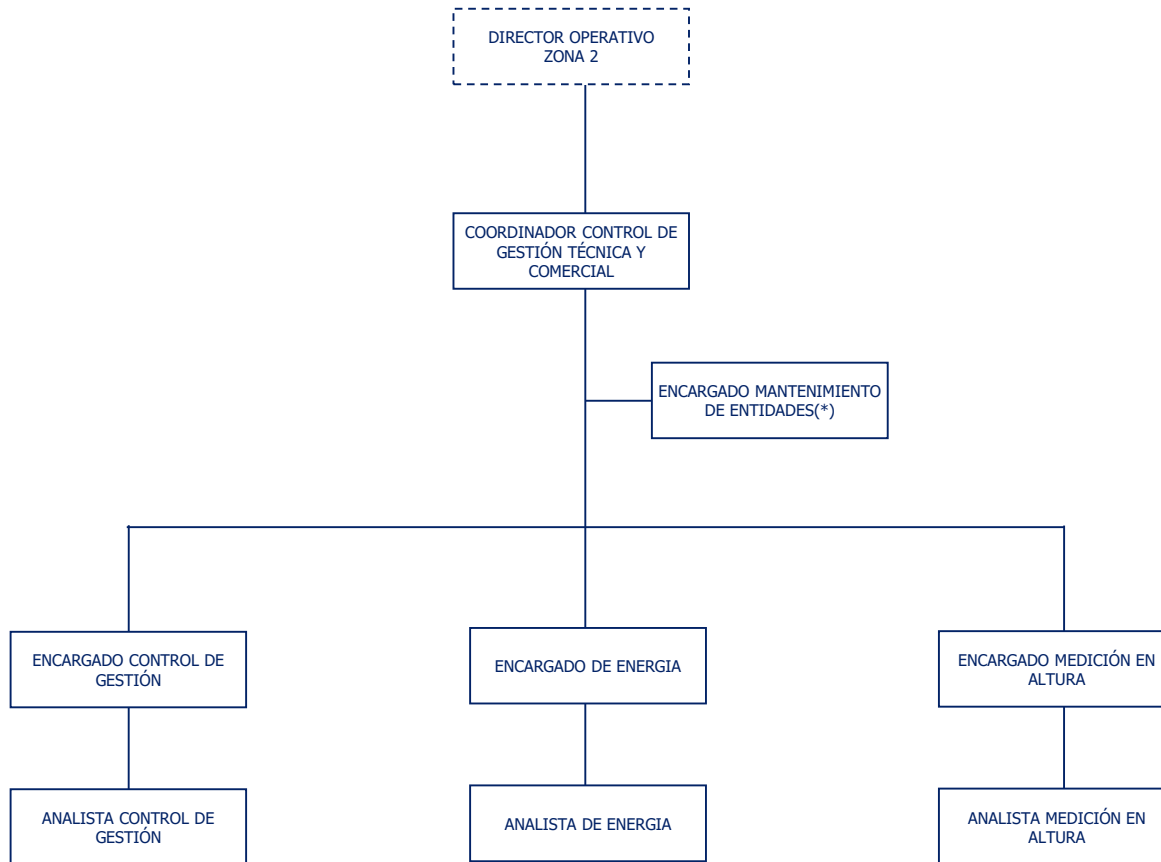 DIRECTOR OPERATIVO
ZONA 2
COORDINADOR CONTROL DE
GESTIÓN TÉCNICA Y
COMERCIAL
ENCARGADO MANTENIMIENTO
DE ENTIDADES(*)
ENCARGADO CONTROL DE
GESTIÓN
ENCARGADO DE ENERGIA
ENCARGADO MEDICIÓN EN
ALTURA
ANALISTA CONTROL DE
GESTIÓN
ANALISTA DE ENERGIA
ANALISTA MEDICIÓN EN
ALTURA